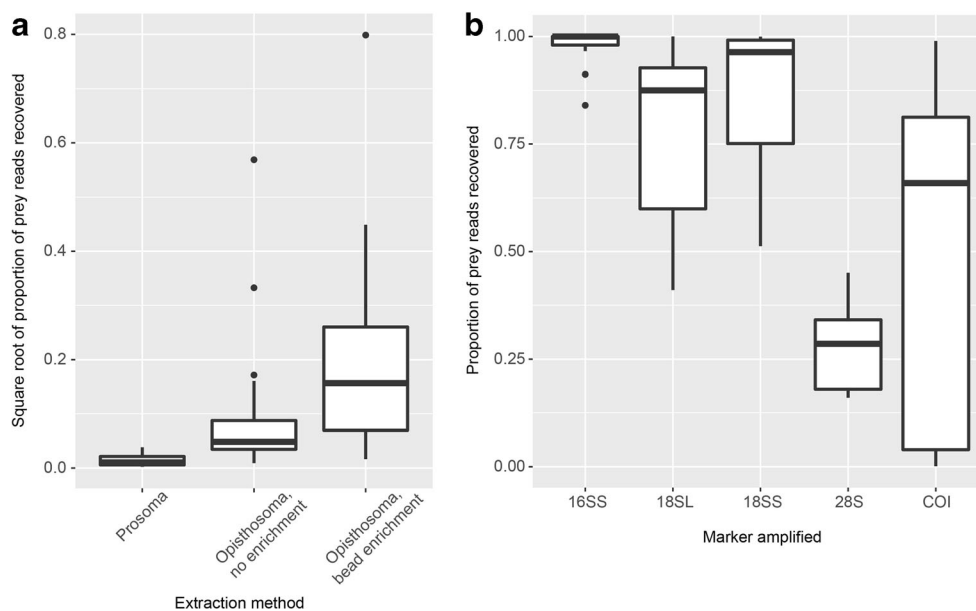 a
Square root of proportion of prey reads recovered
0.8
0.6
0.4
0.2
0.0
Prosoma
Opisthosoma,
no enrichment
Opisthosoma,
bead enrichment
Extraction method
b
Proportion of prey reads recovered
1.00
0.75
0.50
0.25
0.00
16SS
18SL
18SS
28S
COI
Marker amplified